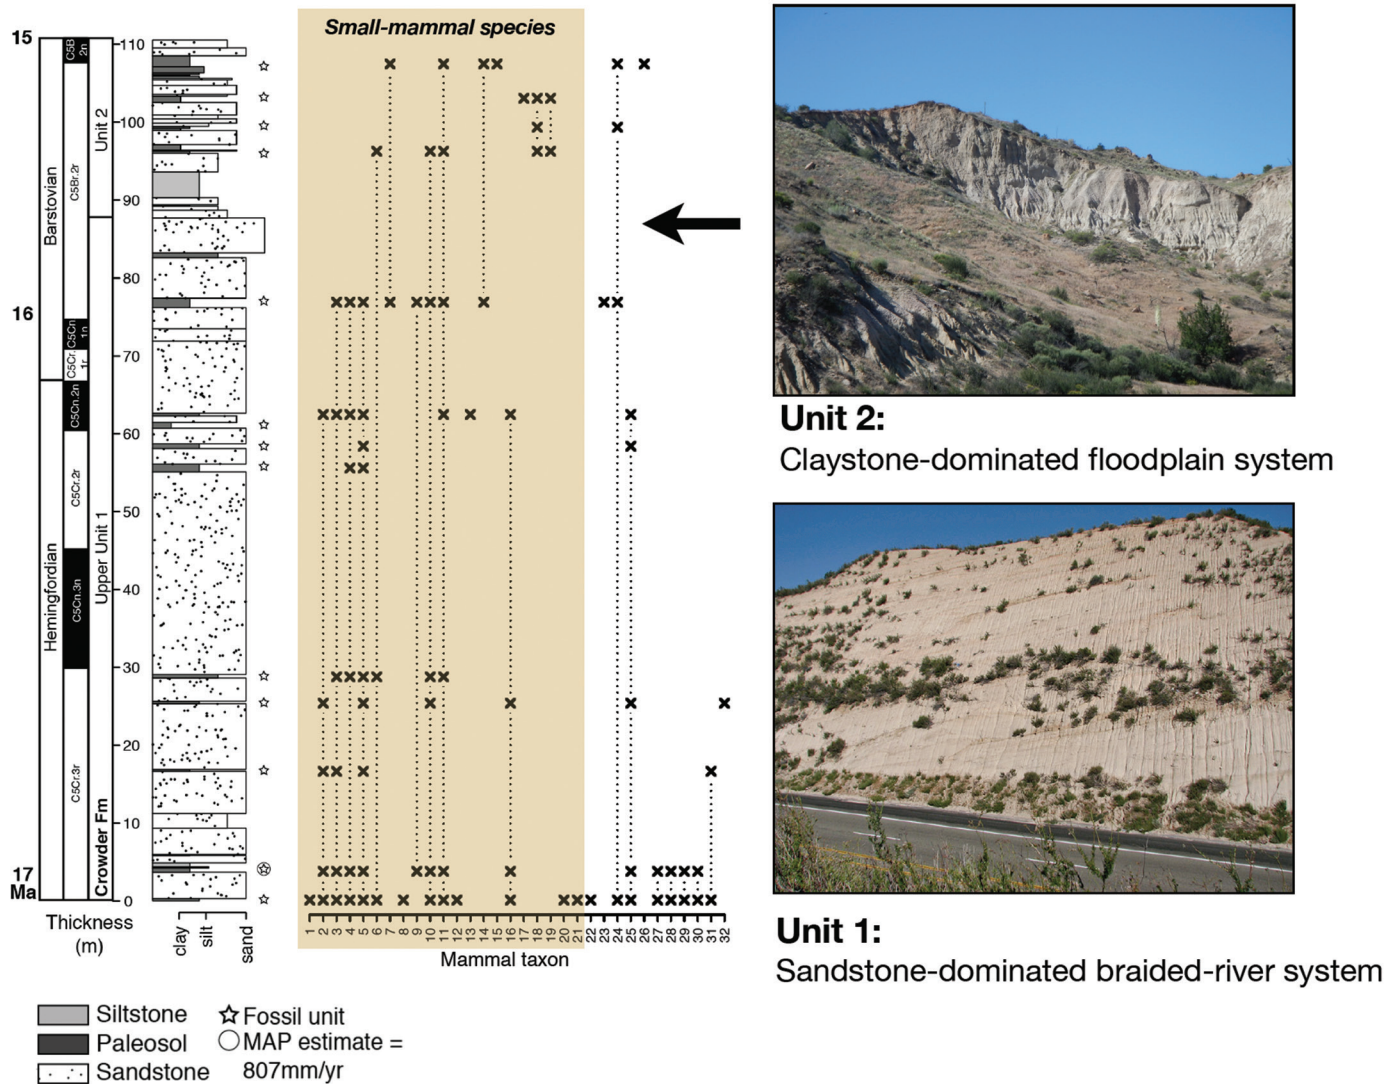 Small-mammal species
15
16
17
Ma
Barstovian
Hemingfordian
C5B
2n
C5Br.2r
C5Cn
1n
C5Cr.
1r
C5Cn.2n
C5Cr.2r
C5Cn.3n
C5Cr.3r
Unit 2
Upper Unit 1
Crowder Fm
110
100
90
80
70
60
50
40
30
20
10
0
Thickness
(m)
clay
silt
sand
1 2 3 4 5 6 7 8 9 10 11 12 13 14 15 16 17 18 19 20 21 22 23 24 25 26 27 28 29 30 31 32
Mammal taxon
Siltstone
Paleosol
Sandstone
Fossil unit
MAP estimate =
807mm/yr
Unit 2:
Claystone-dominated floodplain system
Unit 1:
Sandstone-dominated braided-river system